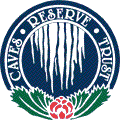 CAVES • RESERVE • TRUST